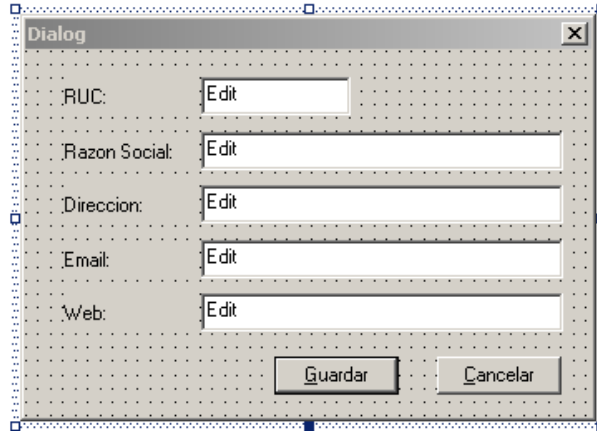 Dialog
RUC: Edit
Razon Social: Edit
Direccion: Edit
Email: Edit
Web: Edit
Guardar Cancelar